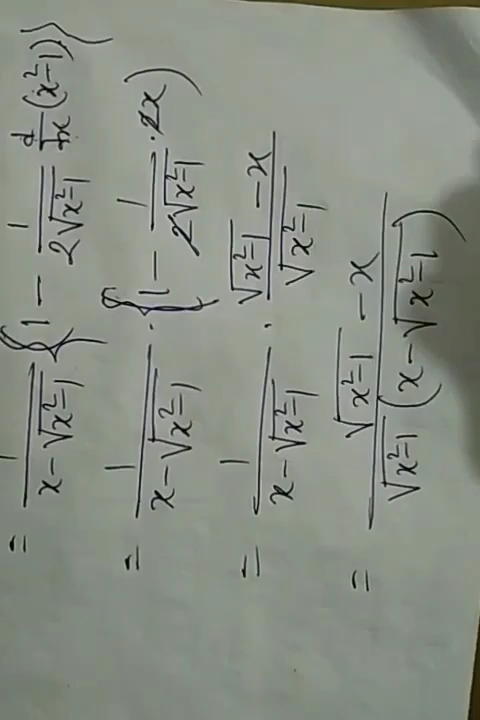 = 1/(x-√(x²-1)) {1 - 1/(2√(x²-1)) d/dx (x²-1)}
= 1/(x-√(x²-1)) · {1 - 1/(2√(x²-1)) · 2x)
= 1/(x-√(x²-1)) · (√(x²-1) - x)/√(x²-1)
= (√(x²-1) - x)/(√(x²-1) (x-√(x²-1)))